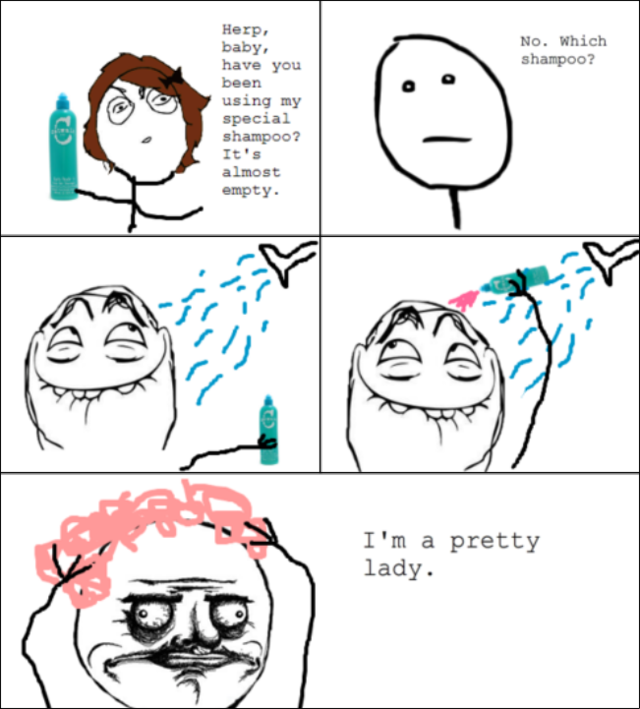 Herp,
baby,
have you
been
using my
special
shampoo?
It's
almost
empty.
No. Which
shampoo?
I'm a pretty
lady.